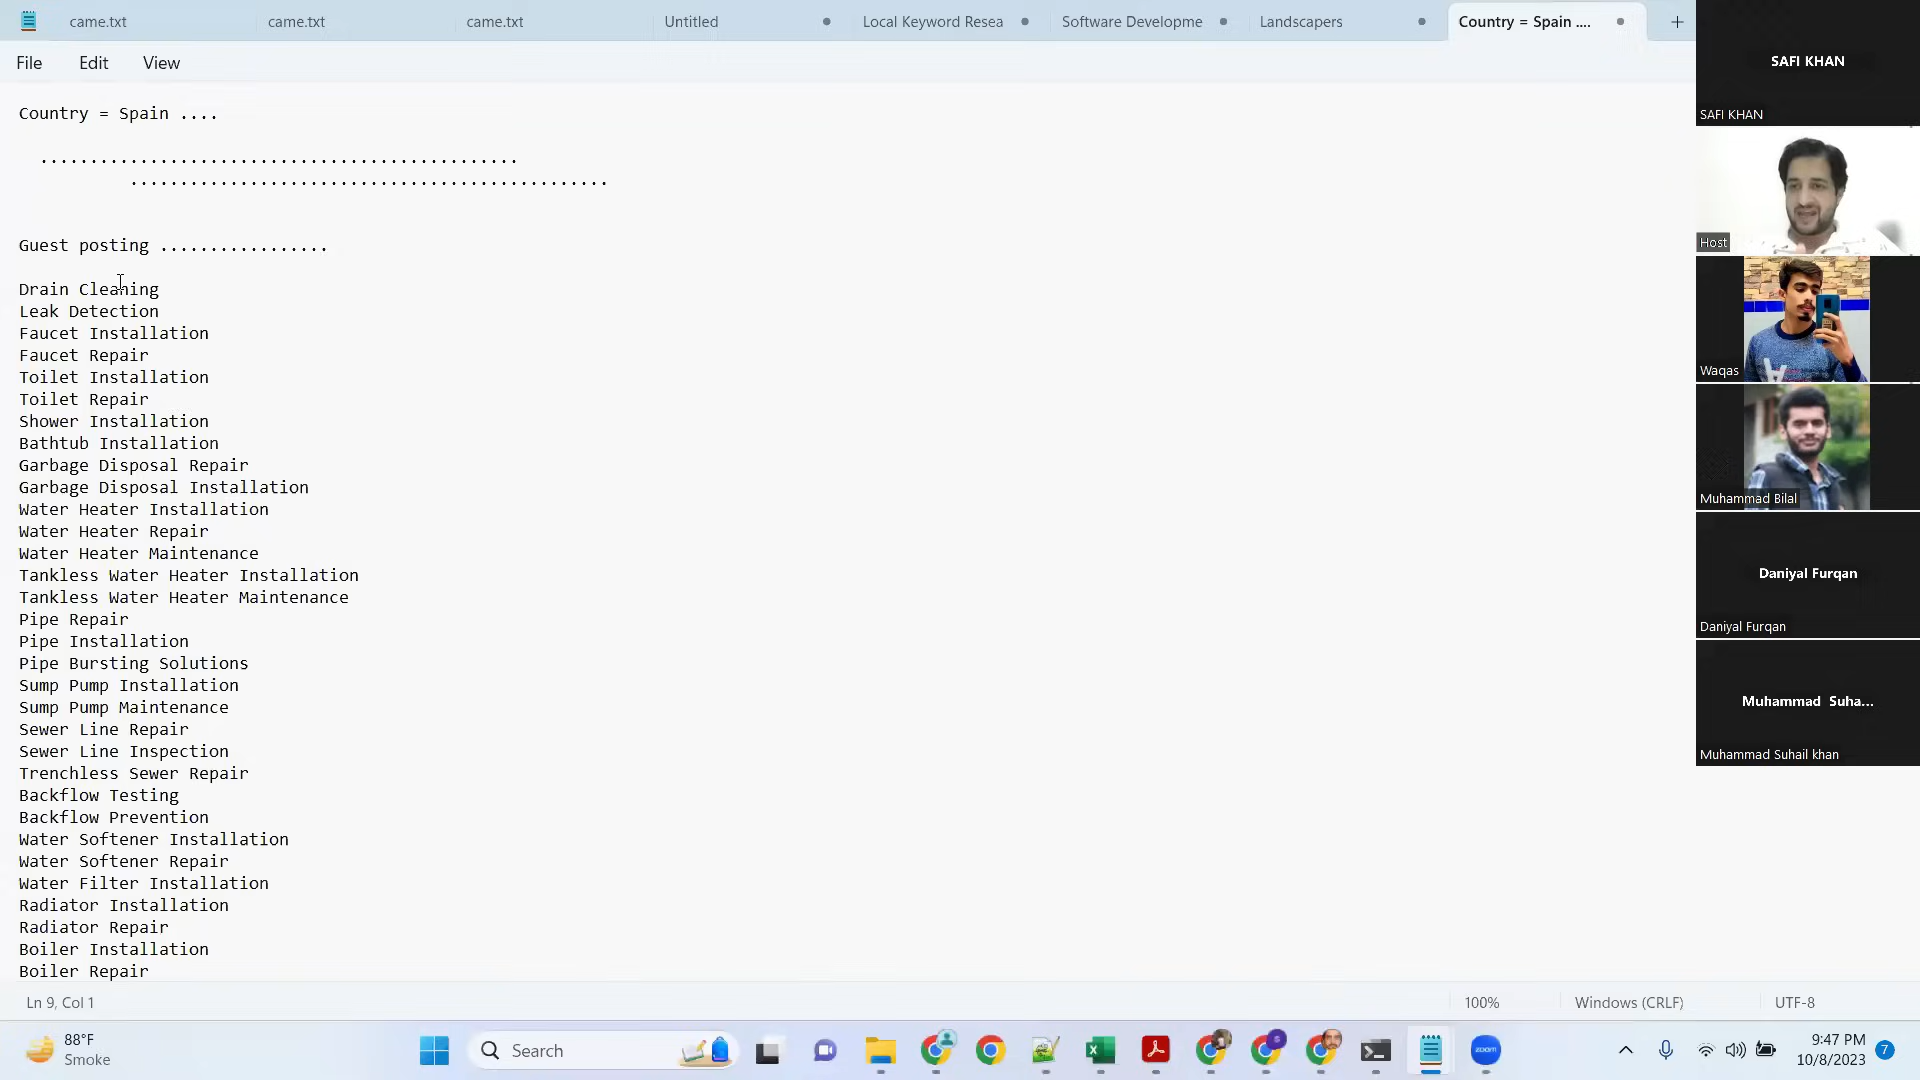 came.txt
came.txt
came.txt
Untitled
Local Keyword Resea
Software Developme
Landscapers
Country = Spain ....
File
Edit
View
Country = Spain ....
................................................
................................................
Guest posting .................
Drain Cleaning
Leak Detection
Faucet Installation
Faucet Repair
Toilet Installation
Toilet Repair
Shower Installation
Bathtub Installation
Garbage Disposal Repair
Garbage Disposal Installation
Water Heater Installation
Water Heater Repair
Water Heater Maintenance
Tankless Water Heater Installation
Tankless Water Heater Maintenance
Pipe Repair
Pipe Installation
Pipe Bursting Solutions
Sump Pump Installation
Sump Pump Maintenance
Sewer Line Repair
Sewer Line Inspection
Trenchless Sewer Repair
Backflow Testing
Backflow Prevention
Water Softener Installation
Water Softener Repair
Water Filter Installation
Radiator Installation
Radiator Repair
Boiler Installation
Boiler Repair
Ln 9, Col 1
100%
Windows (CRLF)
UTF-8
SAFI KHAN
SAFI KHAN
Host
Waqas
Muhammad Bilal
Daniyal Furqan
Daniyal Furqan
Muhammad Suha...
Muhammad Suhail khan
88°F
Smoke
Search
zoom
9:47 PM
10/8/2023
7